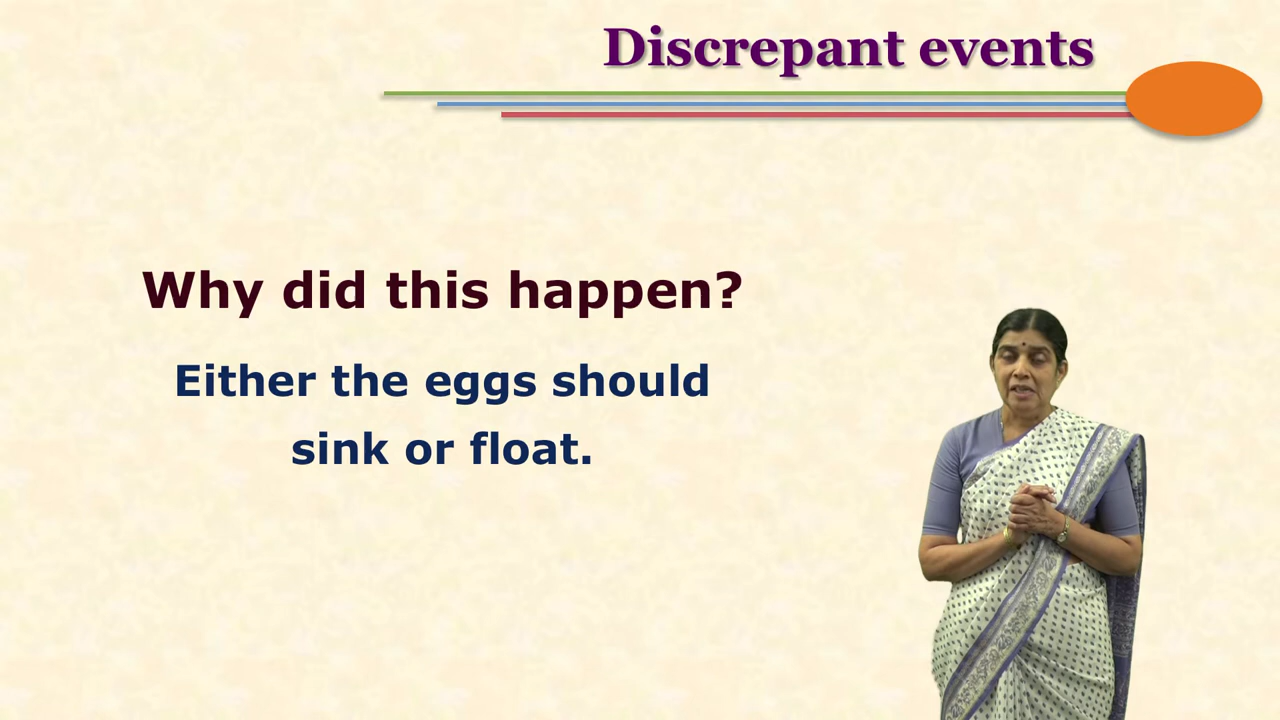 Discrepant events
Why did this happen?
Either the eggs should
sink or float.